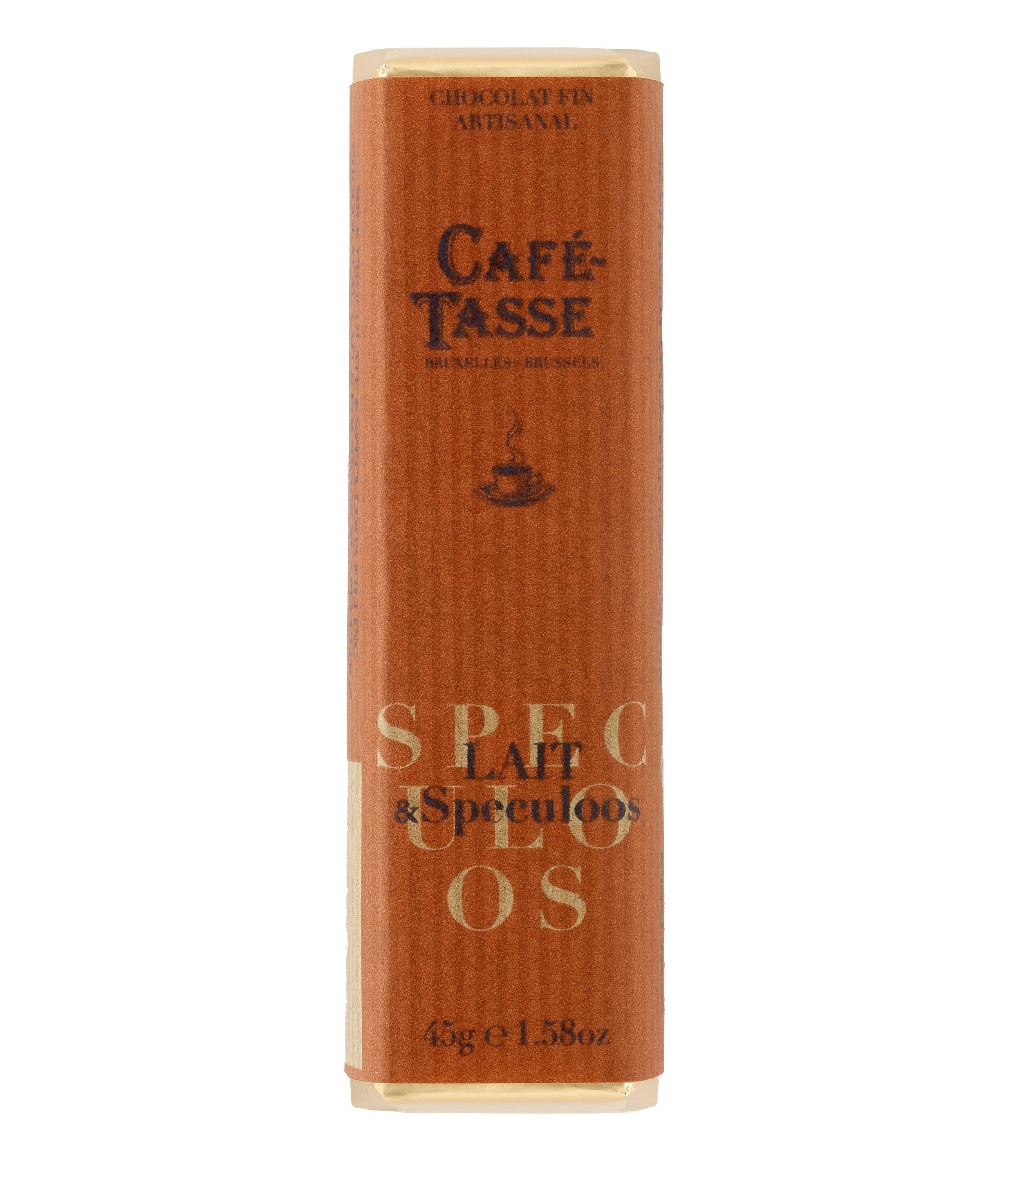 CHOCOLAT FIN
ARTISANAL
CAFÉ-
TASSE
BRUXELLES - BRUSSELS
SPEC
ULO
OS
LAIT
&Speculoos
45g ℮ 1.58oz